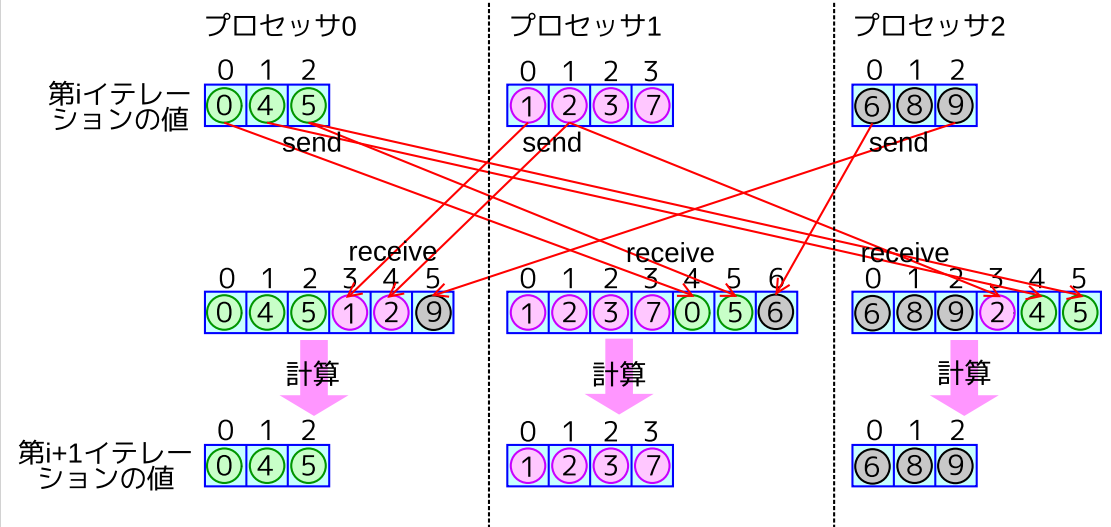 プロセッサ0 プロセッサ1 プロセッサ2
0 1 2 0 1 2 3 0 1 2
第iイテレー
ションの値
0 4 5 1 2 3 7 6 8 9
send send send
receive receive receive
0 1 2 3 4 5 0 1 2 3 4 5 6 0 1 2 3 4 5
0 4 5 1 2 9 1 2 3 7 0 5 6 6 8 9 2 4 5
計算 計算 計算
0 1 2 0 1 2 3 0 1 2
第i+1イテレー
ションの値
0 4 5 1 2 3 7 6 8 9